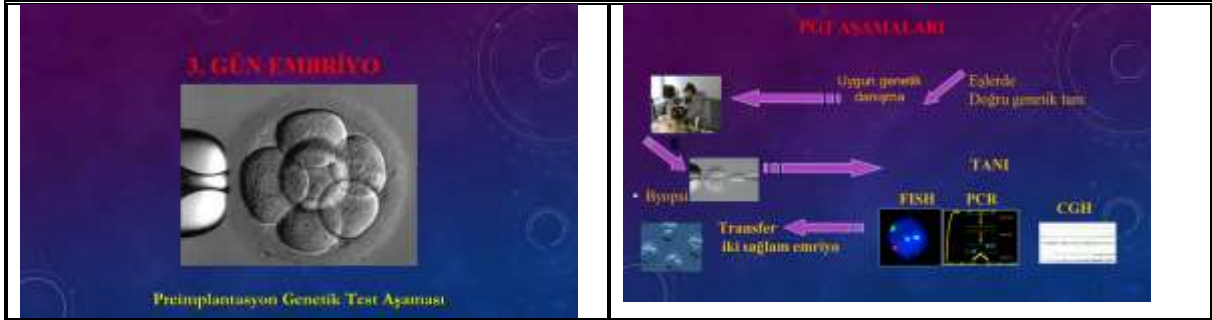 3. GÜN EMBRİYO
Preimplantasyon Genetik Test Aşaması
PGT AŞAMALARI
Uygun genetik
danışma
Eşlerde
Doğru genetik tanı
TANI
• Byopsi
FISH
PCR
CGH
Transfer
iki sağlam emriyo